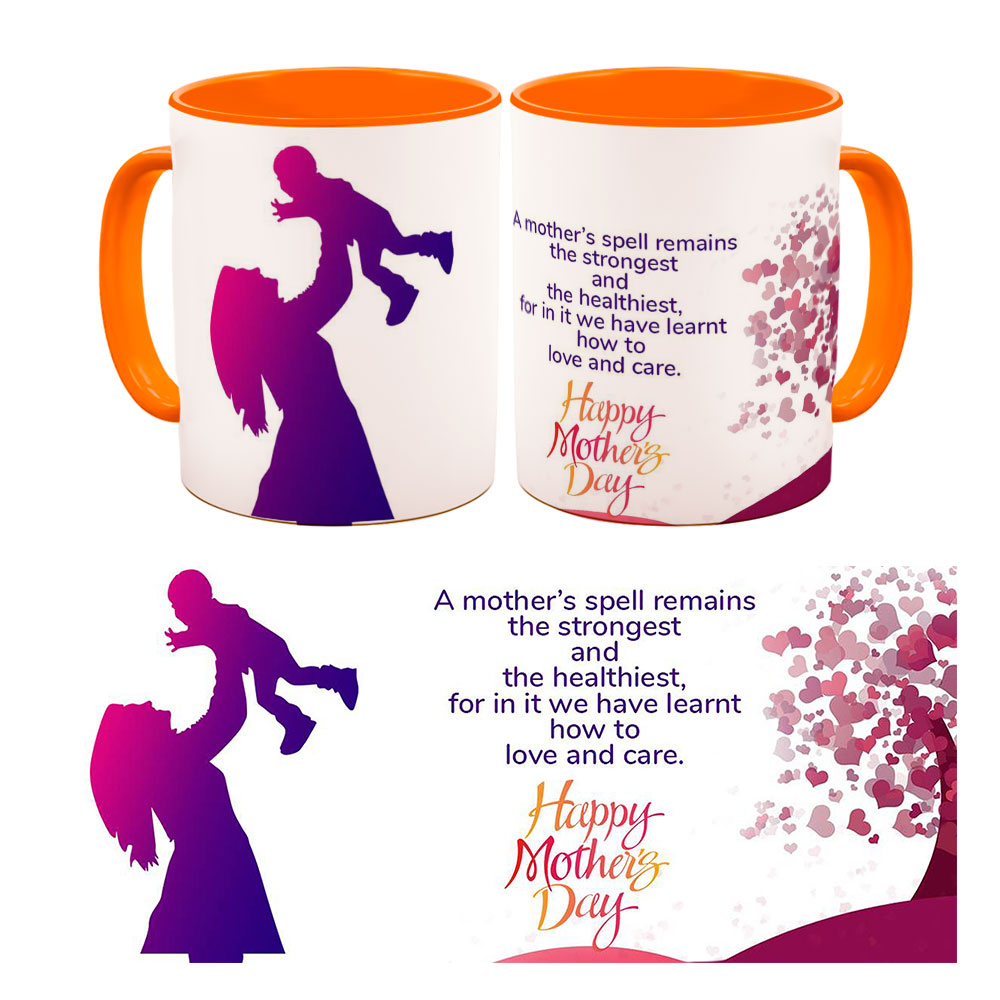 A mother's spell remains
the strongest
and
the healthiest,
for in it we have learnt
how to
love and care.
Happy
Mother's
Day
A mother's spell remains
the strongest
and
the healthiest,
for in it we have learnt
how to
love and care.
Happy
Mother's
Day